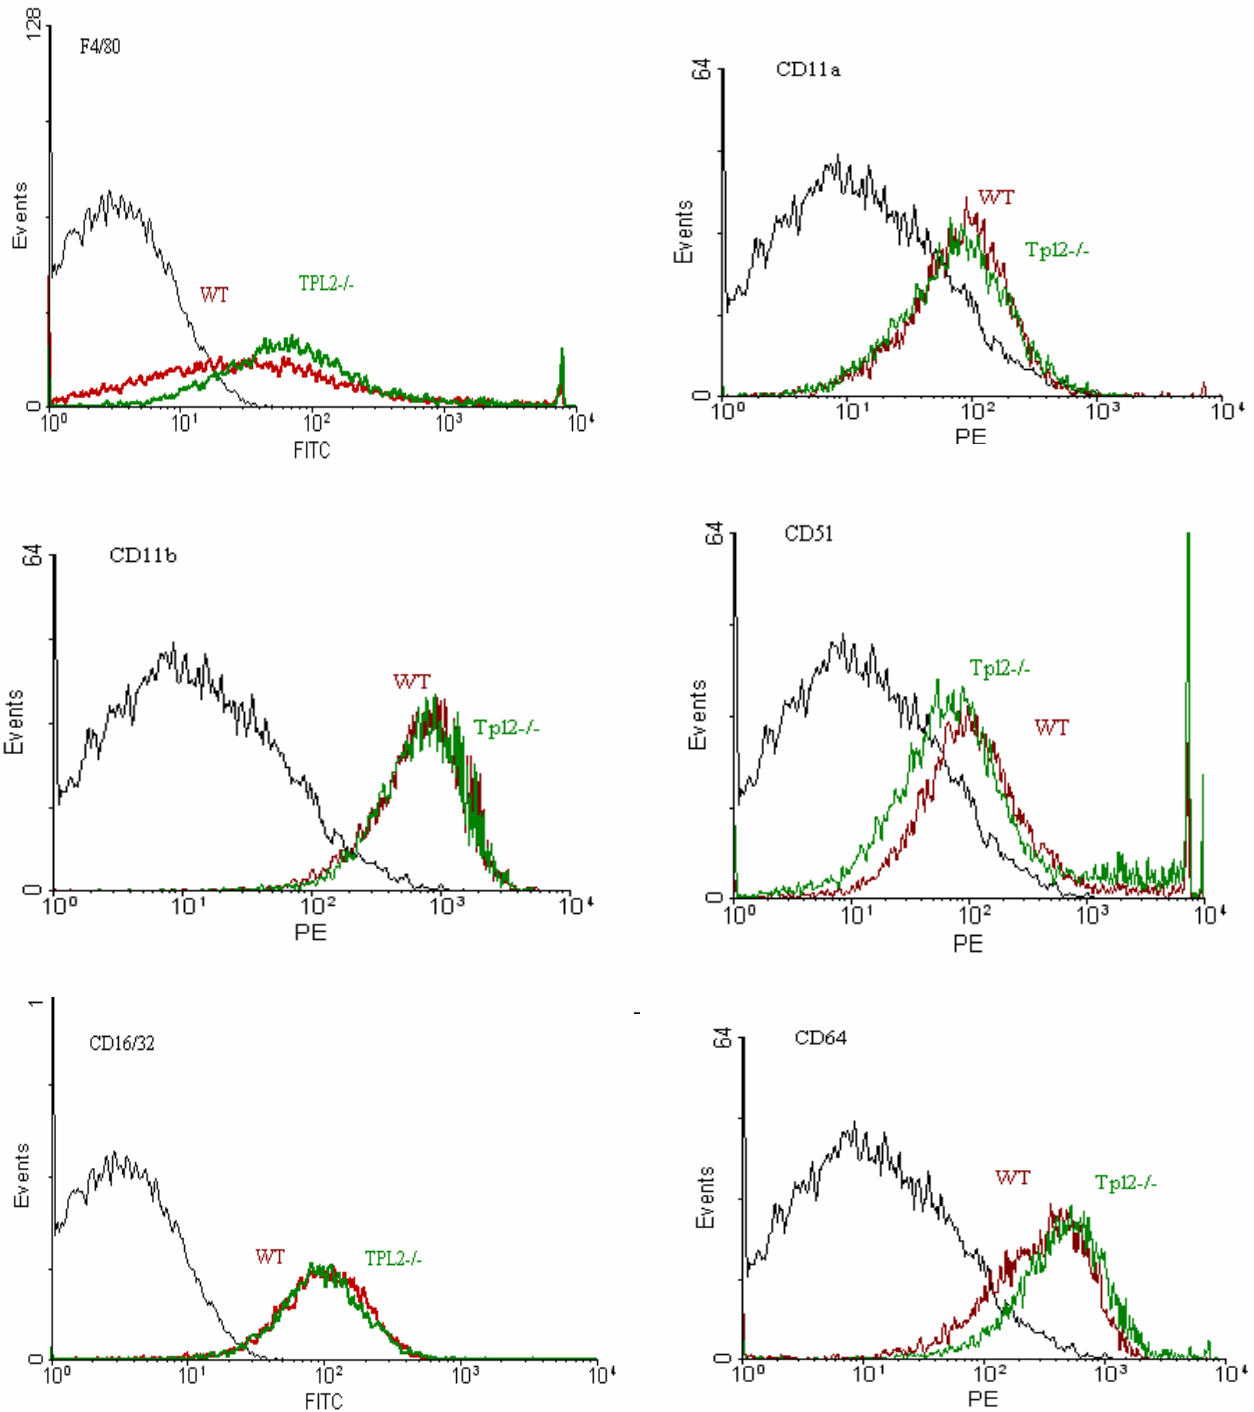 128
F4/80
Events
WT
TPL2-/-
0
10⁰ 10¹ 10² 10³ 10⁴
FITC
64
CD11a
Events
WT
Tpl2-/-
0
10⁰ 10¹ 10² 10³ 10⁴
PE
64
CD11b
Events
WT
Tpl2-/-
0
10⁰ 10¹ 10² 10³ 10⁴
PE
64
CD51
Events
Tpl2-/-
WT
0
10⁰ 10¹ 10² 10³ 10⁴
PE
1
CD16/32
Events
WT
TPL2-/-
0
10⁰ 10¹ 10² 10³ 10⁴
FITC
64
CD64
Events
WT
Tpl2-/-
0
10⁰ 10¹ 10² 10³ 10⁴
PE